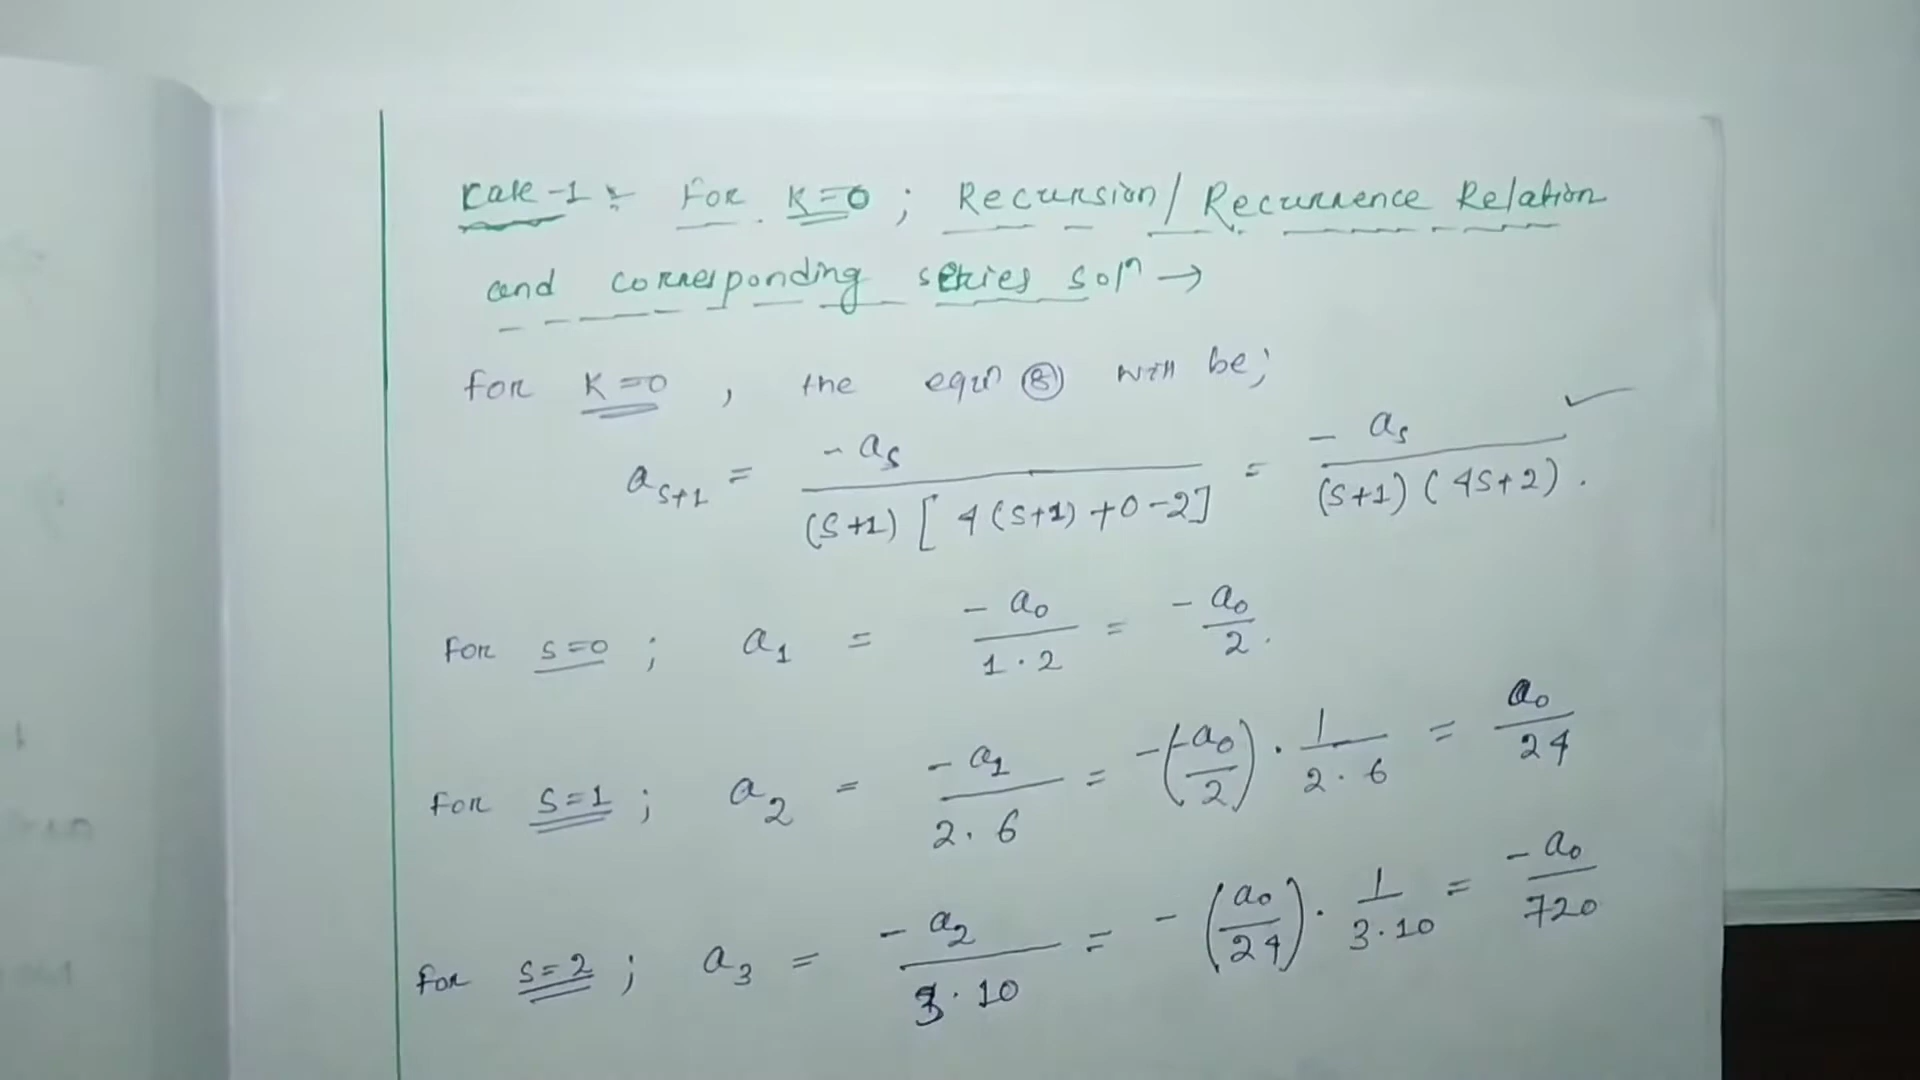 Case-1 :- For K=0 ; Recursion/ Recurrence Relation
and corresponding series solⁿ →
for K=0 , the eqnⁿ ⑧ will be;
a_{s+1} = -a_s / (s+1) [ 4(s+1) +0-2] = -a_s / (s+1) (4s+2) . ✓
For s=0 ; a_1 = -a_0 / 1·2 = -a_0 / 2 .
For s=1 ; a_2 = -a_1 / 2·6 = -(-a_0/2) · 1 / 2·6 = a_0 / 24
For s=2 ; a_3 = -a_2 / 3·10 = -(a_0/24) · 1 / 3·10 = -a_0 / 720